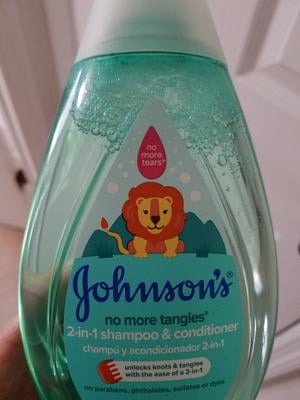 no
more
tears®
Johnson's®
no more tangles®
2-in-1 shampoo & conditioner
champú y acondicionador 2-in-1
unlocks knots & tangles
with the ease of a 2-in-1
no parabens, phthalates, sulfates or dyes